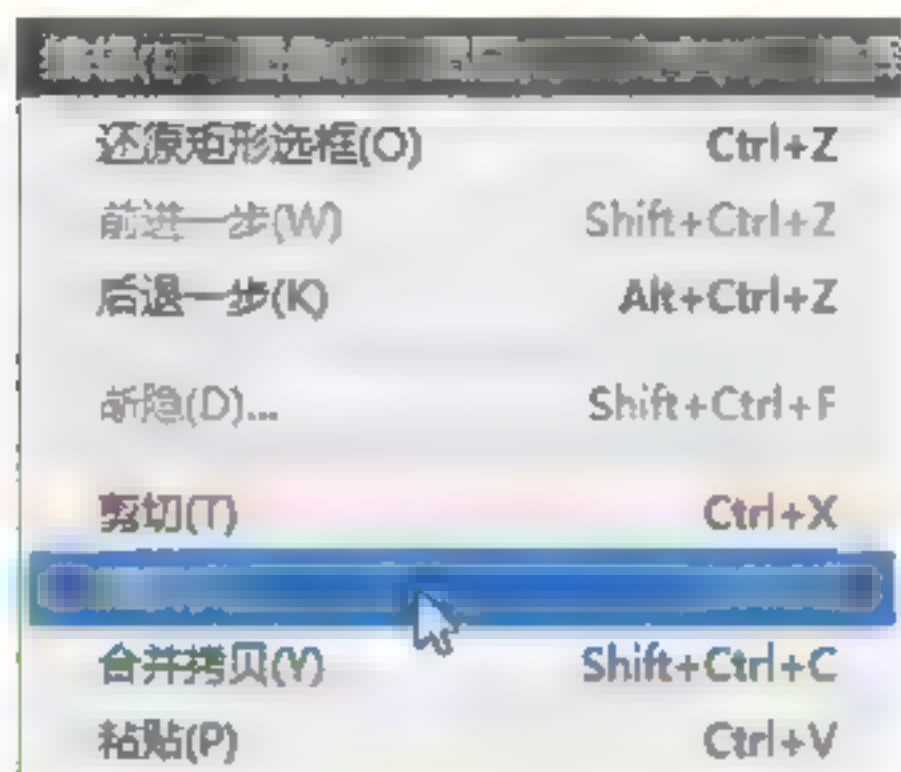 还原矩形选框(O) Ctrl+Z
前进一步(W) Shift+Ctrl+Z
后退一步(K) Alt+Ctrl+Z
渐隐(D)... Shift+Ctrl+F
剪切(T) Ctrl+X
合并拷贝(Y) Shift+Ctrl+C
粘贴(P) Ctrl+V